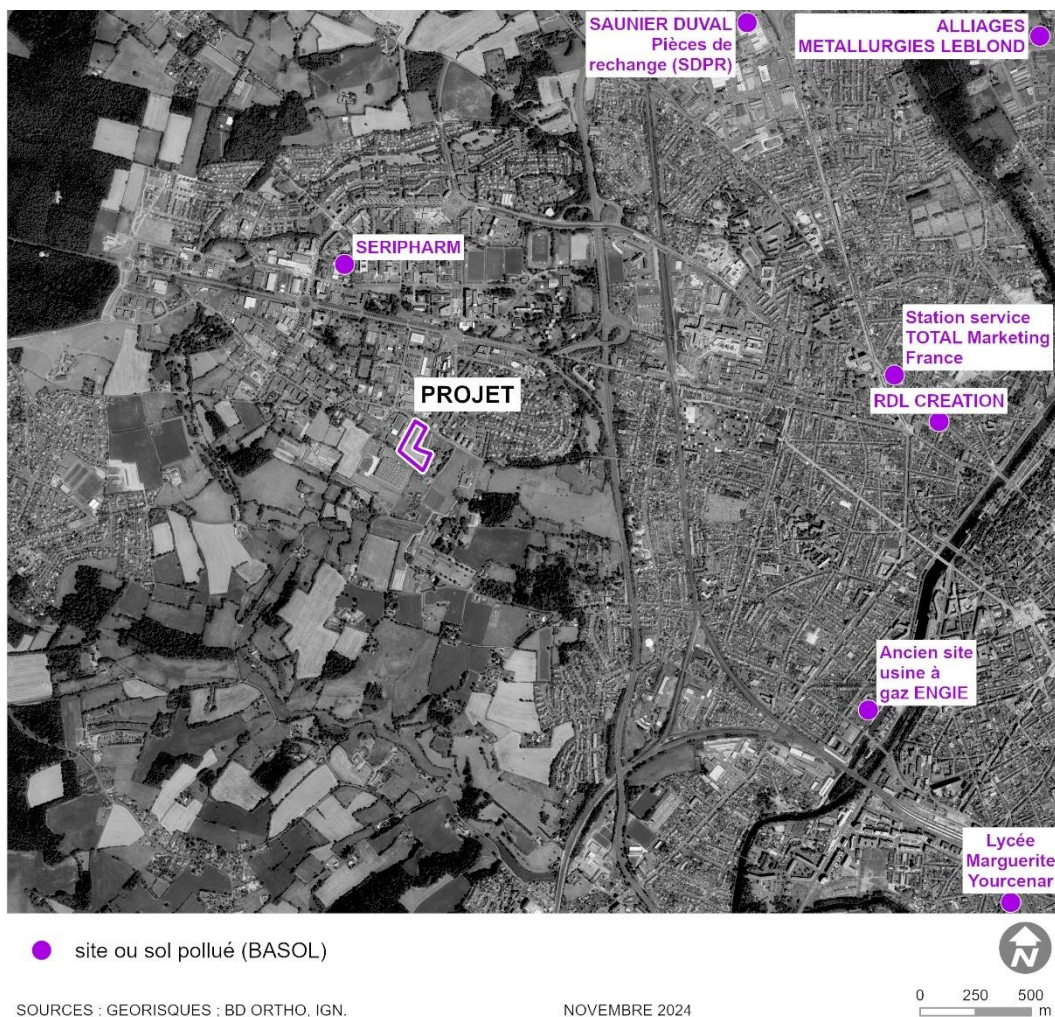 SAUNIER DUVAL
Pièces de
rechange (SDPR)
ALLIAGES
METALLURGIES LEBLOND
SERIPHARM
Station service
TOTAL Marketing
France
RDL CREATION
PROJET
Ancien site
usine à
gaz ENGIE
Lycée
Marguerite
Yourcenar
site ou sol pollué (BASOL)
N
SOURCES : GEORISQUES ; BD ORTHO, IGN.
NOVEMBRE 2024
0 250 500
m